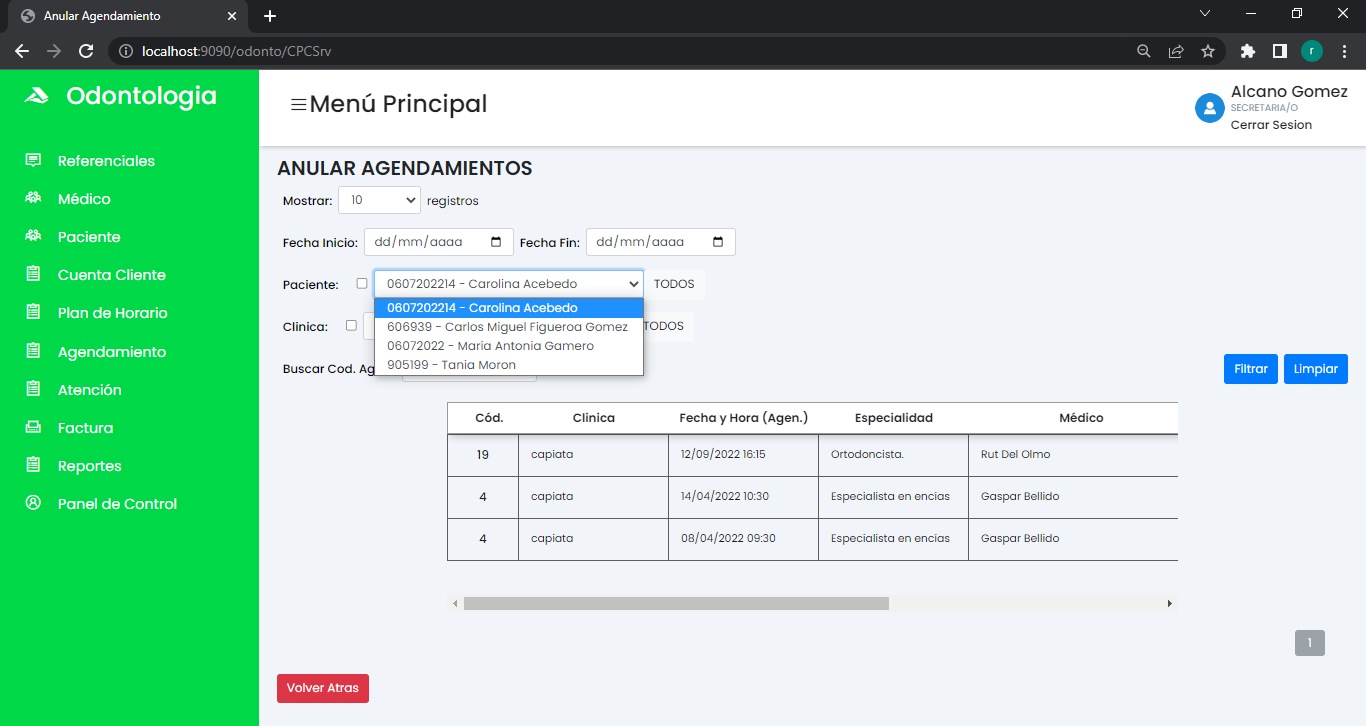 Anular Agendamiento
localhost:9090/odonto/CPCSrv
r
Odontologia
Menú Principal
Alcano Gomez
SECRETARIA/O
Cerrar Sesion
Referenciales
Médico
Paciente
Cuenta Cliente
Plan de Horario
Agendamiento
Atención
Factura
Reportes
Panel de Control
ANULAR AGENDAMIENTOS
Mostrar: 10 registros
Fecha Inicio: dd/mm/aaaa Fecha Fin: dd/mm/aaaa
Paciente: 0607202214 - Carolina Acebedo TODOS
0607202214 - Carolina Acebedo
606939 - Carlos Miguel Figueroa Gomez
06072022 - Maria Antonia Gamero
905199 - Tania Moron
Clinica: TODOS
Buscar Cod. Ag
Filtrar Limpiar
Cód. Clínica Fecha y Hora (Agen.) Especialidad Médico
19 capiata 12/09/2022 16:15 Ortodoncista. Rut Del Olmo
4 capiata 14/04/2022 10:30 Especialista en encías Gaspar Bellido
4 capiata 08/04/2022 09:30 Especialista en encías Gaspar Bellido
1
Volver Atras